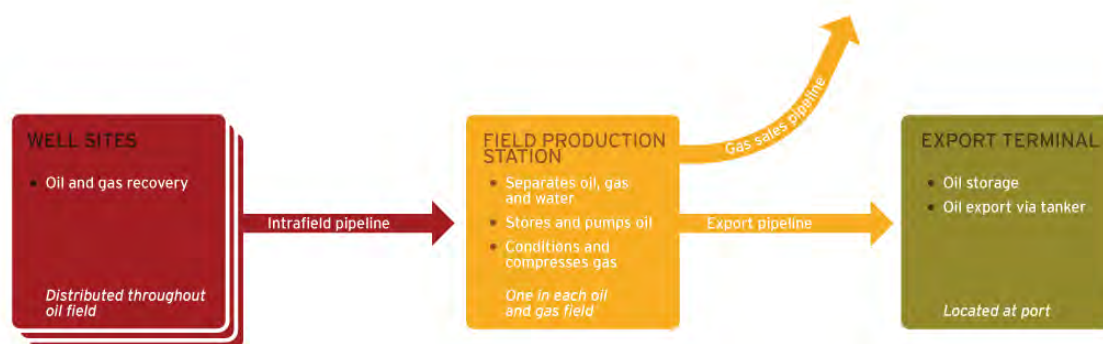 WELL SITES
• Oil and gas recovery
Distributed throughout
oil field
Intrafield pipeline
FIELD PRODUCTION
STATION
• Separates oil, gas
and water
• Stores and pumps oil
• Conditions and
compresses gas
One in each oil
and gas field
Gas sales pipeline
Export pipeline
EXPORT TERMINAL
• Oil storage
• Oil export via tanker
Located at port